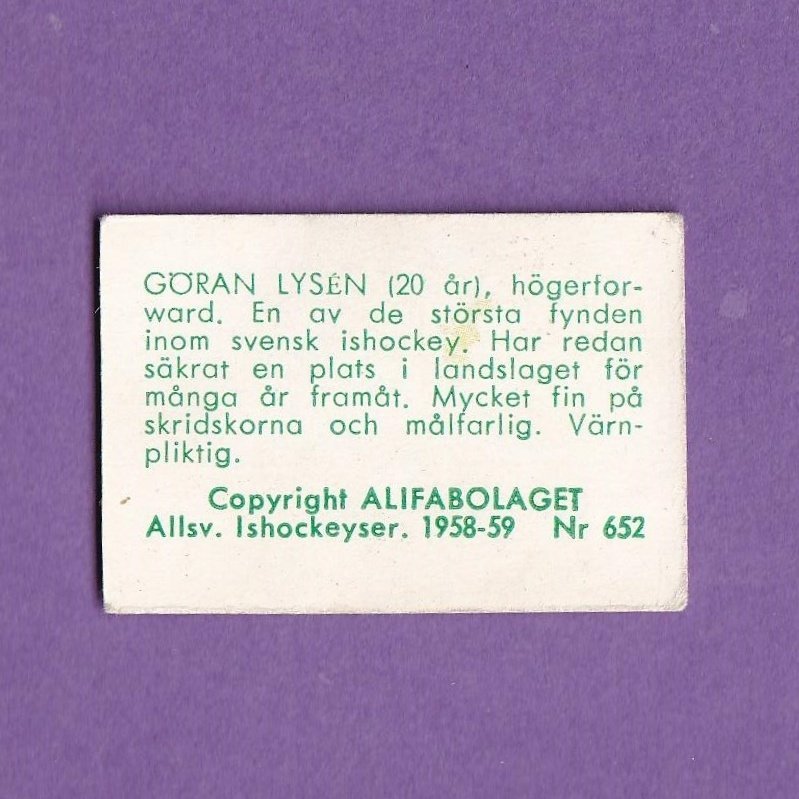 GÖRAN LYSÉN (20 år), högerfor-
ward. En av de största fynden
inom svensk ishockey. Har redan
säkrat en plats i landslaget för
många år framåt. Mycket fin på
skridskorna och målfarlig. Värn-
pliktig.
Copyright ALIFABOLAGET
Allsv. Ishockeyser. 1958-59 Nr 652